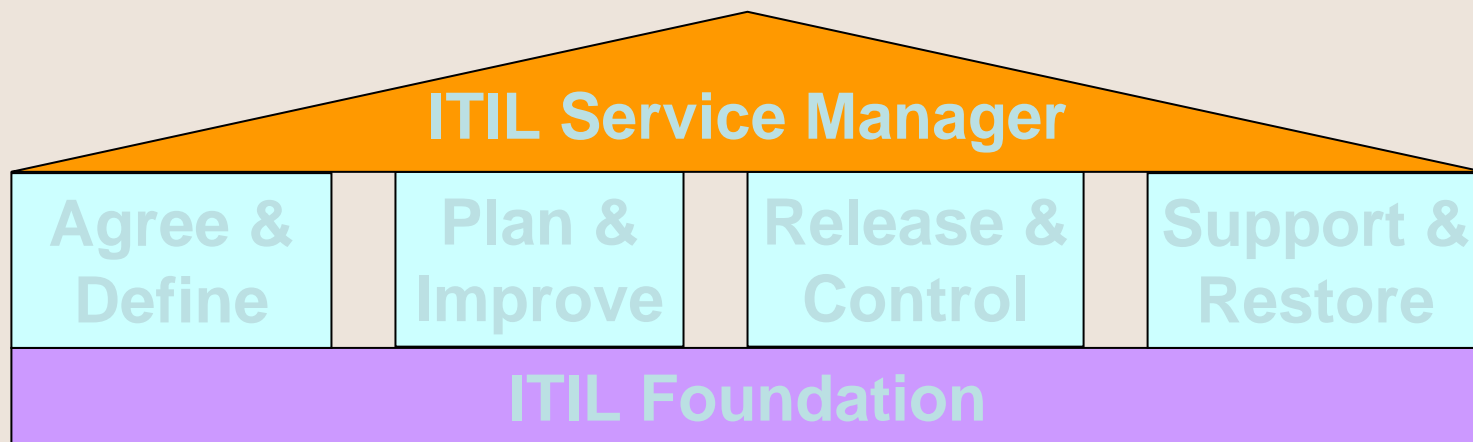 ITIL Service Manager
Agree &
Define
Plan &
Improve
Release &
Control
Support &
Restore
ITIL Foundation